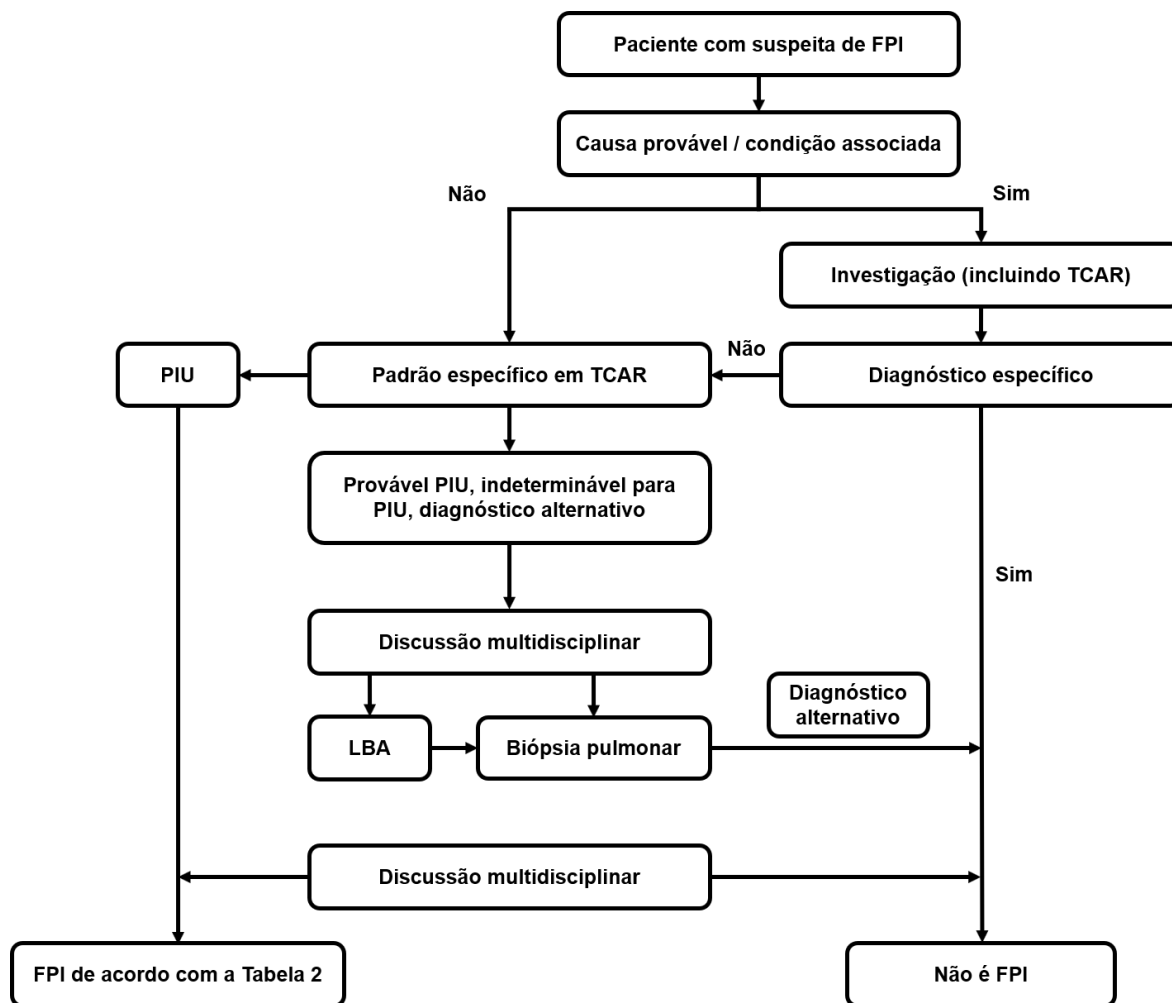 Paciente com suspeita de FPI
Causa provável / condição associada
Não
Sim
Investigação (incluindo TCAR)
PIU
Padrão específico em TCAR
Não
Diagnóstico específico
Provável PIU, indeterminável para
PIU, diagnóstico alternativo
Sim
Discussão multidisciplinar
Diagnóstico
alternativo
LBA
Biópsia pulmonar
Discussão multidisciplinar
FPI de acordo com a Tabela 2
Não é FPI